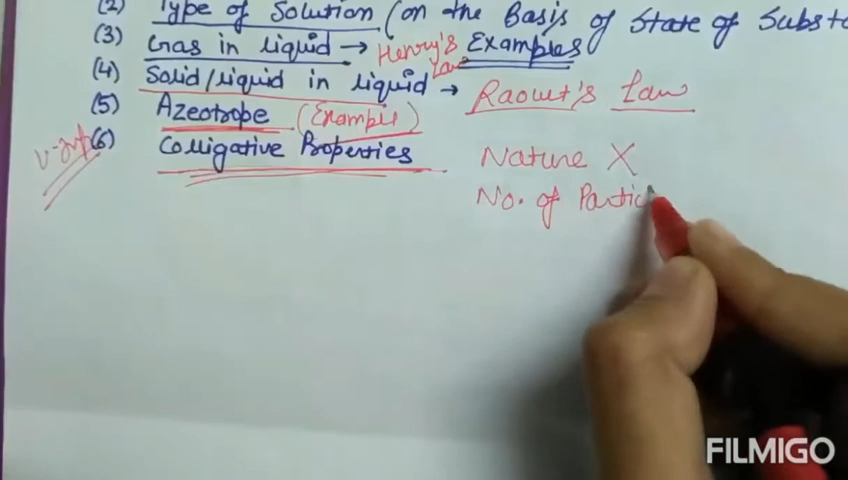 (2) Type of Solution (on the Basis of State of
(3) Gas in liquid → Henry's Law Examples
(4) Solid/liquid in liquid → Raoult's Law
(5) Azeotrope (Example)
v-imp (6) Colligative Properties
Nature X
No. of Partic
FILMIGO